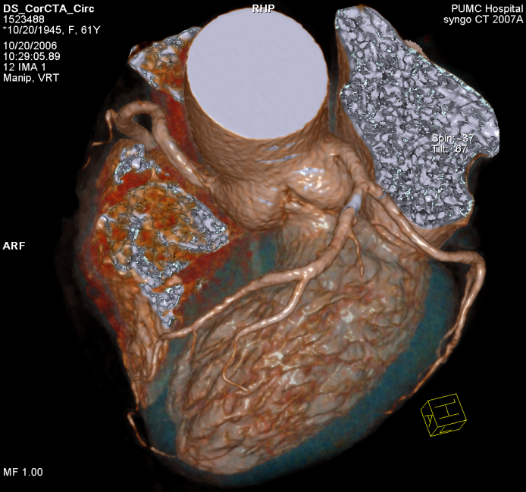 DS_CorCTA_Circ
1523488
*10/20/1945, F, 61Y
10/20/2006
10:29:05.89
12 IMA 1
Manip, VRT
RHP
PUMC Hospital
syngo CT 2007A
Spin: -37
Tilt: -67
ARF
H
MF 1.00